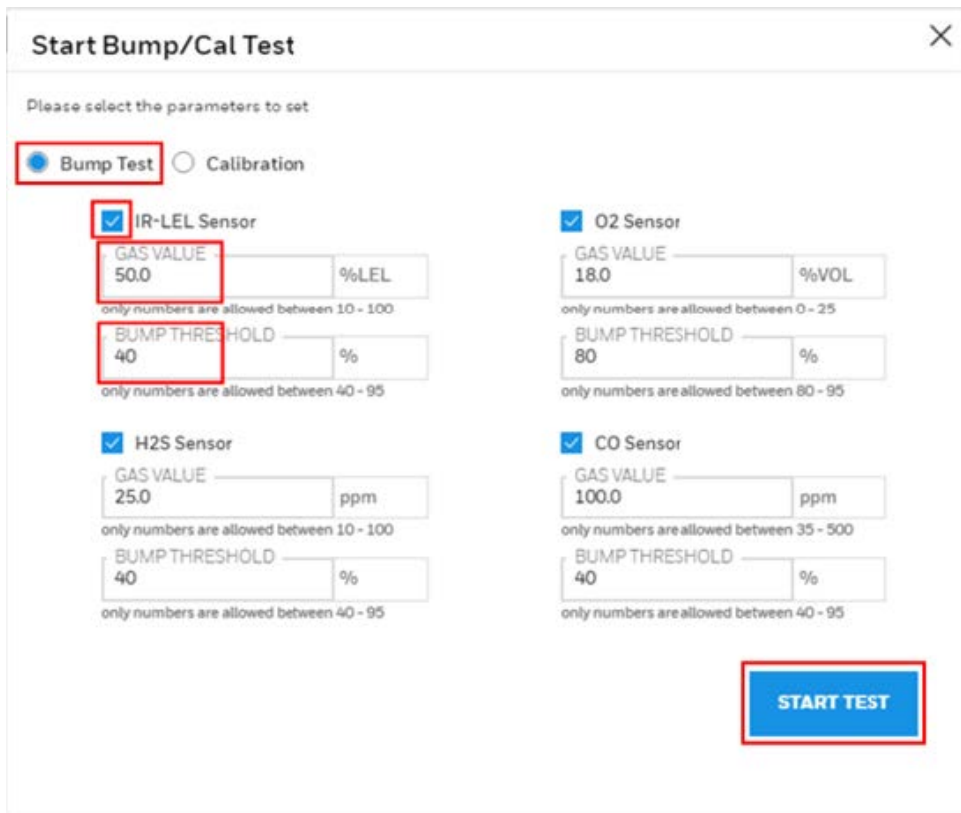 Start Bump/Cal Test
Please select the parameters to set
Bump Test Calibration
IR-LEL Sensor
GAS VALUE
50.0 %LEL
only numbers are allowed between 10 - 100
BUMP THRESHOLD
40 %
only numbers are allowed between 40 - 95
O2 Sensor
GAS VALUE
18.0 %VOL
only numbers are allowed between 0 - 25
BUMP THRESHOLD
80 %
only numbers are allowed between 80 - 95
H2S Sensor
GAS VALUE
25.0 ppm
only numbers are allowed between 10 - 100
BUMP THRESHOLD
40 %
only numbers are allowed between 40 - 95
CO Sensor
GAS VALUE
100.0 ppm
only numbers are allowed between 35 - 500
BUMP THRESHOLD
40 %
only numbers are allowed between 40 - 95
START TEST